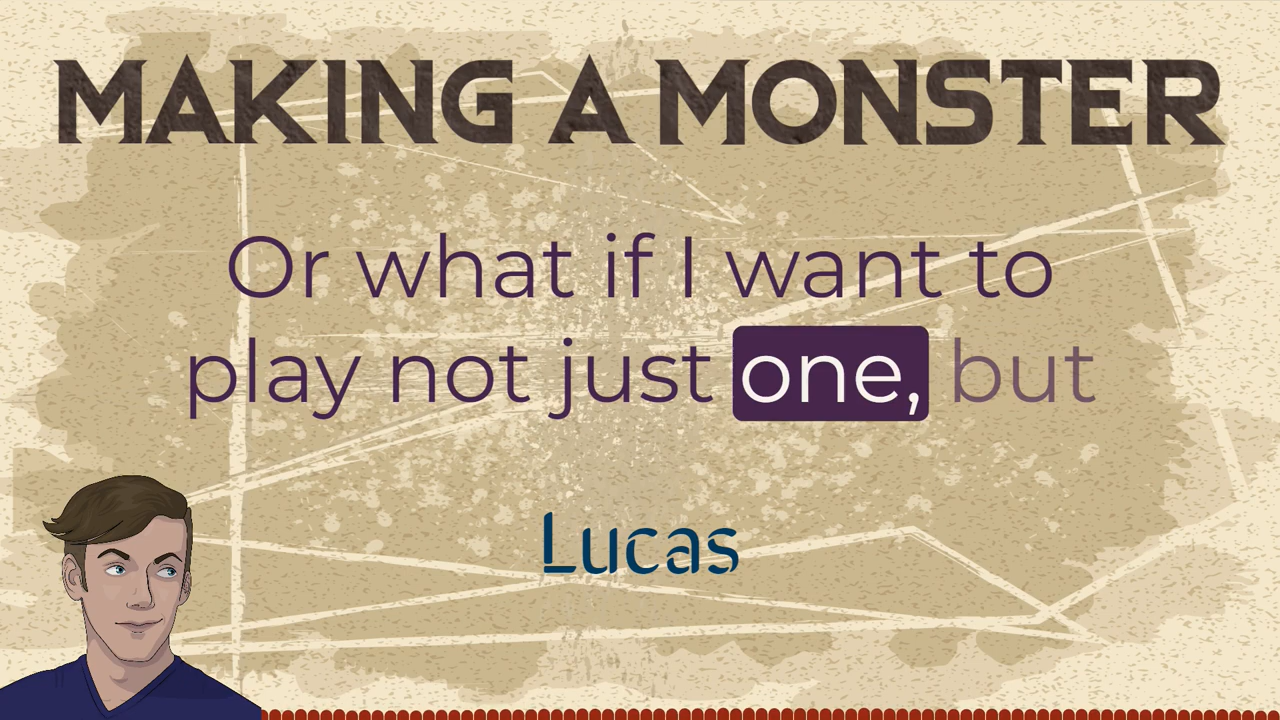 MAKING A MONSTER
Or what if I want to
play not just one, but
Lucas